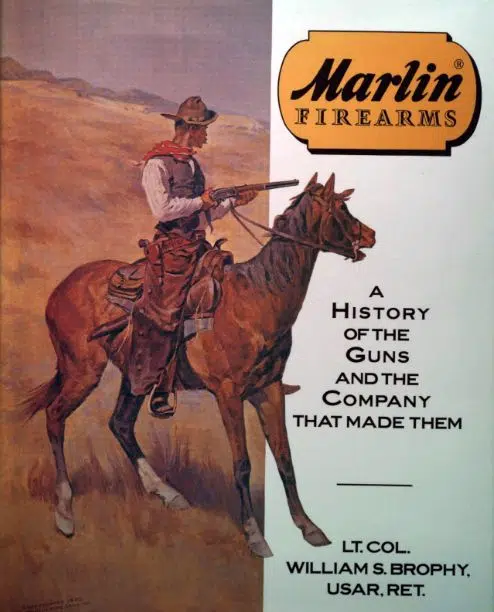 Marlin®
FIREARMS
A
HISTORY
OF THE
GUNS
AND THE
COMPANY
THAT MADE THEM
LT. COL.
WILLIAM S. BROPHY,
USAR, RET.